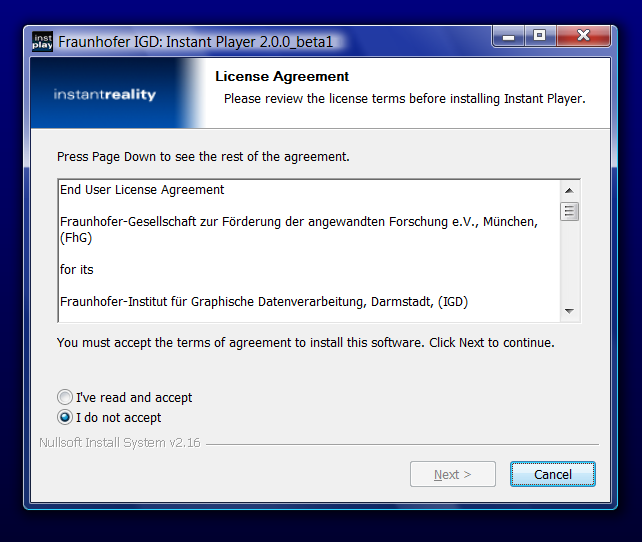 inst
play
Fraunhofer IGD: Instant Player 2.0.0_beta1
instantreality
License Agreement
Please review the license terms before installing Instant Player.
Press Page Down to see the rest of the agreement.
End User License Agreement
Fraunhofer-Gesellschaft zur Förderung der angewandten Forschung e.V., München,
(FhG)
for its
Fraunhofer-Institut für Graphische Datenverarbeitung, Darmstadt, (IGD)
You must accept the terms of agreement to install this software. Click Next to continue.
I've read and accept
I do not accept
Nullsoft Install System v2.16
Next >
Cancel